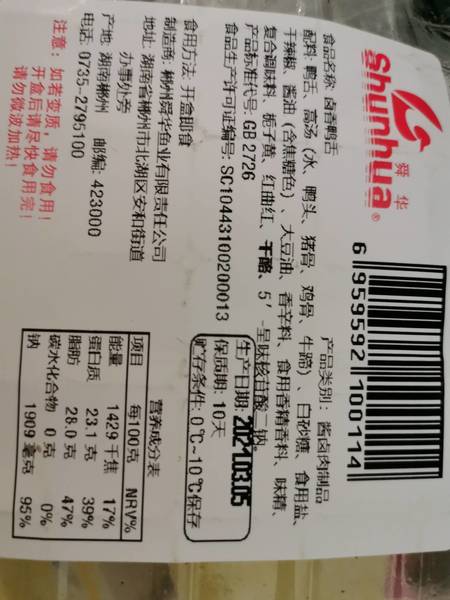 舜华
Shunhua®
6 959592 100114
食品名称: 卤香鸭舌
产品类别: 酱卤肉制品
配料: 鸭舌、高汤（水、鸭头、猪骨、鸡骨、牛蹄）、白砂糖、食用盐、
干辣椒、酱油（含焦糖色）、大豆油、香辛料、食用香精香料、味精、
复合调味料、栀子黄、红曲红、干酪、5'-呈味核苷酸二钠。
产品标准代号: GB 2726
食品生产许可证编号: SC10443100200013
生产日期: 2021.03.05
保质期: 10天
贮存条件: 0℃~10℃保存
食用方法: 开盒即食
制造商: 郴州舜华鸭业有限责任公司
地址: 湖南省郴州市北湖区安和街道
办事处旁
产地: 湖南郴州 邮编: 423000
电话: 0735-2795100
注意: 如若变质，请勿食用！
开盒后请尽快食用完！
请勿微波加热！
营养成分表
项目 每100克 NRV%
能量 1429千焦 17%
蛋白质 23.1 克 39%
脂肪 28.0 克 47%
碳水化合物 0 克 0%
钠 1909 毫克 95%